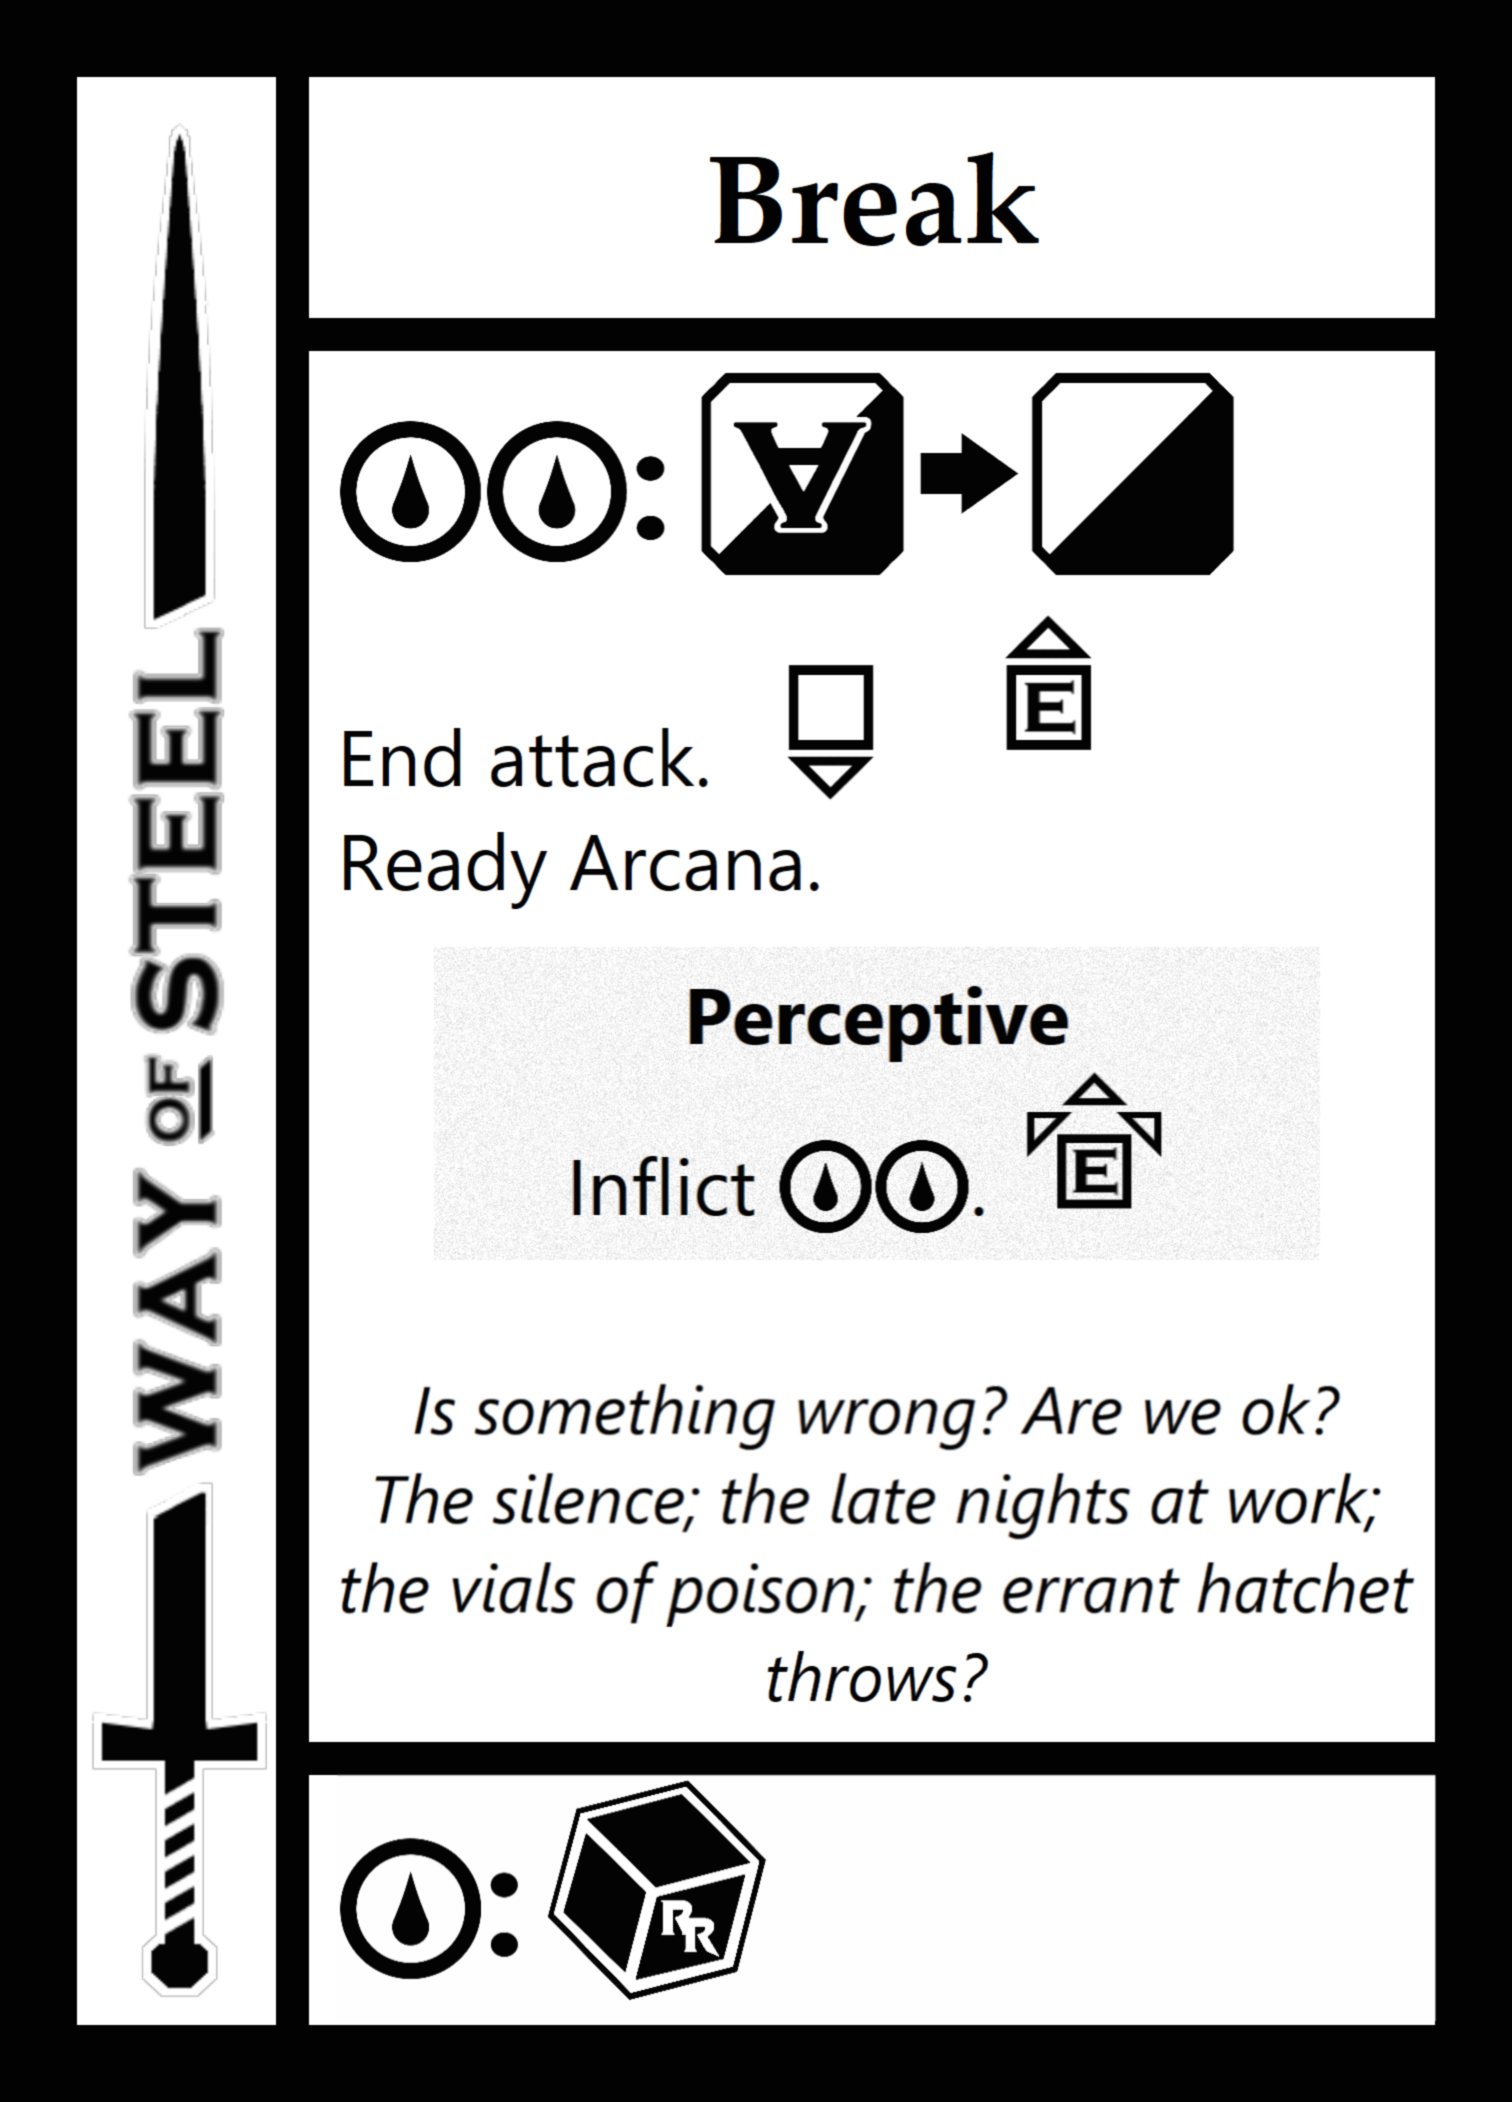 WAY OF STEEL
Break
: A
E
End attack.
Ready Arcana.
Perceptive
E
Inflict .
Is something wrong? Are we ok?
The silence; the late nights at work;
the vials of poison; the errant hatchet
throws?
: RR